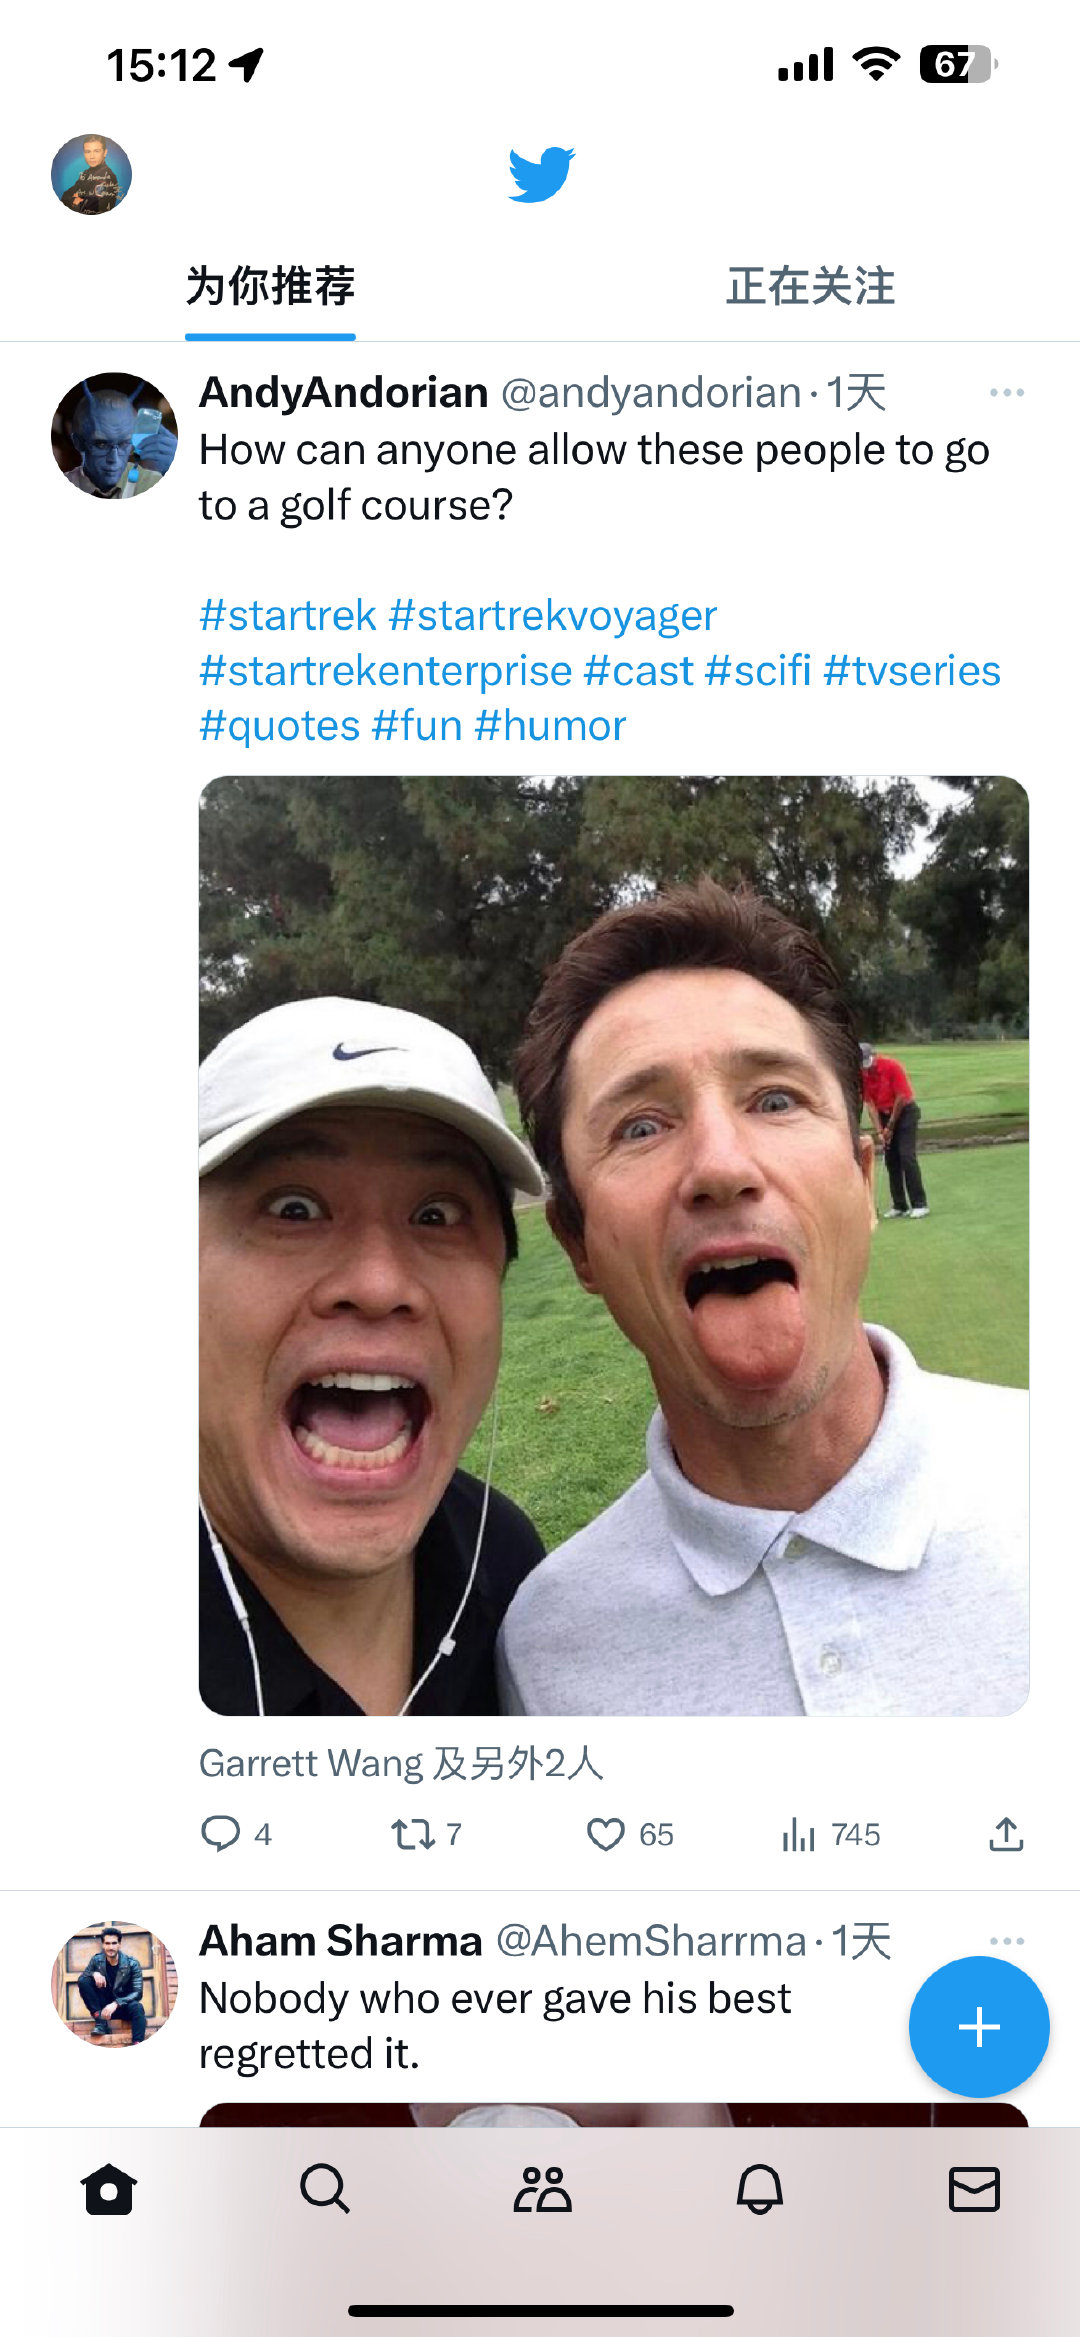 15:12
67
为你推荐
正在关注
AndyAndorian @andyandorian·1天
How can anyone allow these people to go
to a golf course?
#startrek #startrekvoyager
#startrekenterprise #cast #scifi #tvseries
#quotes #fun #humor
Garrett Wang 及另外2人
4
7
65
745
Aham Sharma @AhemSharrma·1天
Nobody who ever gave his best
regretted it.